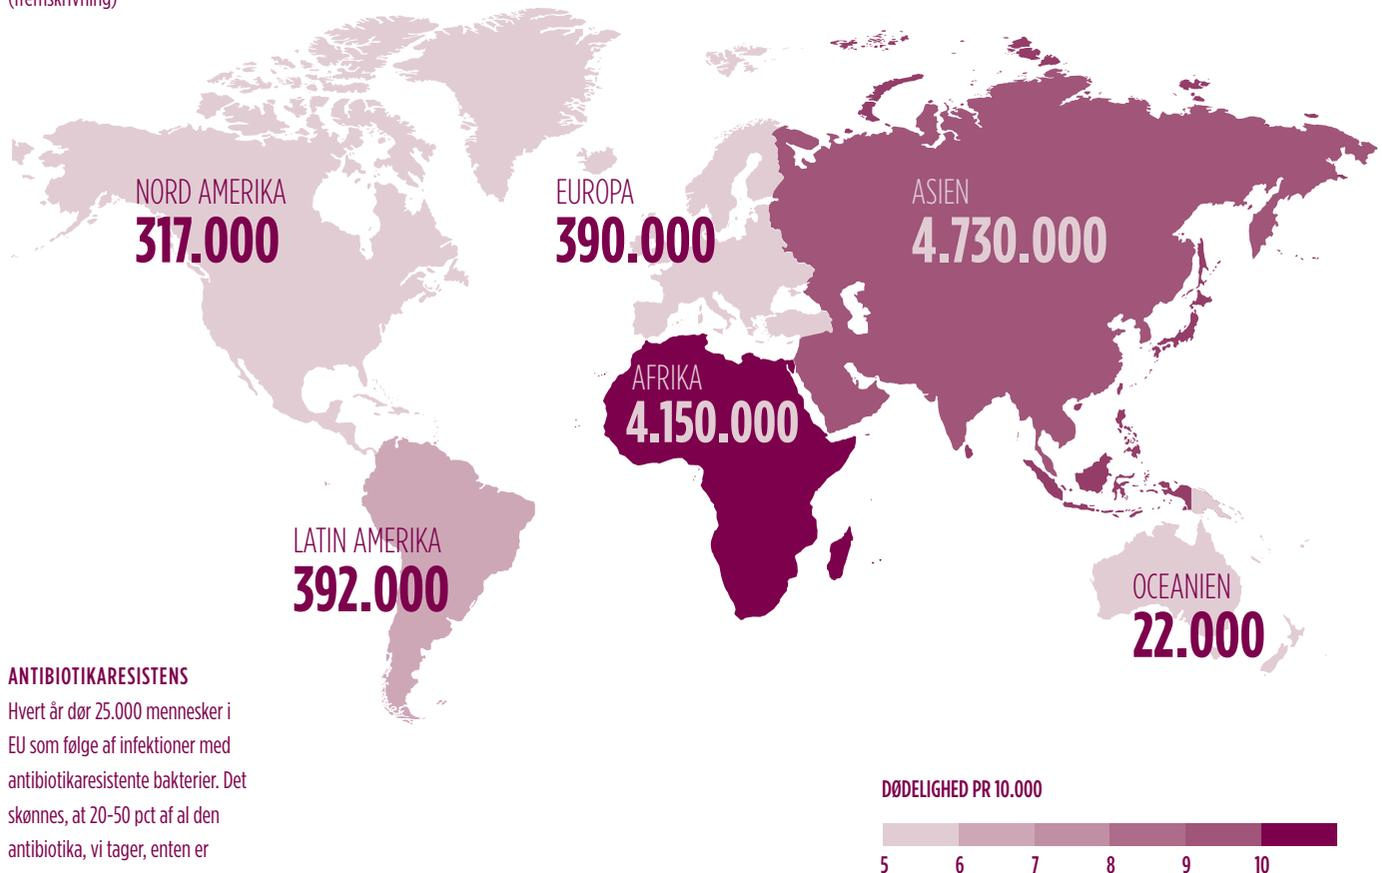 (fremskrivning)
NORD AMERIKA
317.000
EUROPA
390.000
ASIEN
4.730.000
AFRIKA
4.150.000
LATIN AMERIKA
392.000
OCEANIEN
22.000
ANTIBIOTIKARESISTENS
Hvert år dør 25.000 mennesker i
EU som følge af infektioner med
antibiotikaresistente bakterier. Det
skønnes, at 20-50 pct af al den
antibiotika, vi tager, enten er
DØDELIGHED PR 10.000
5 6 7 8 9 10